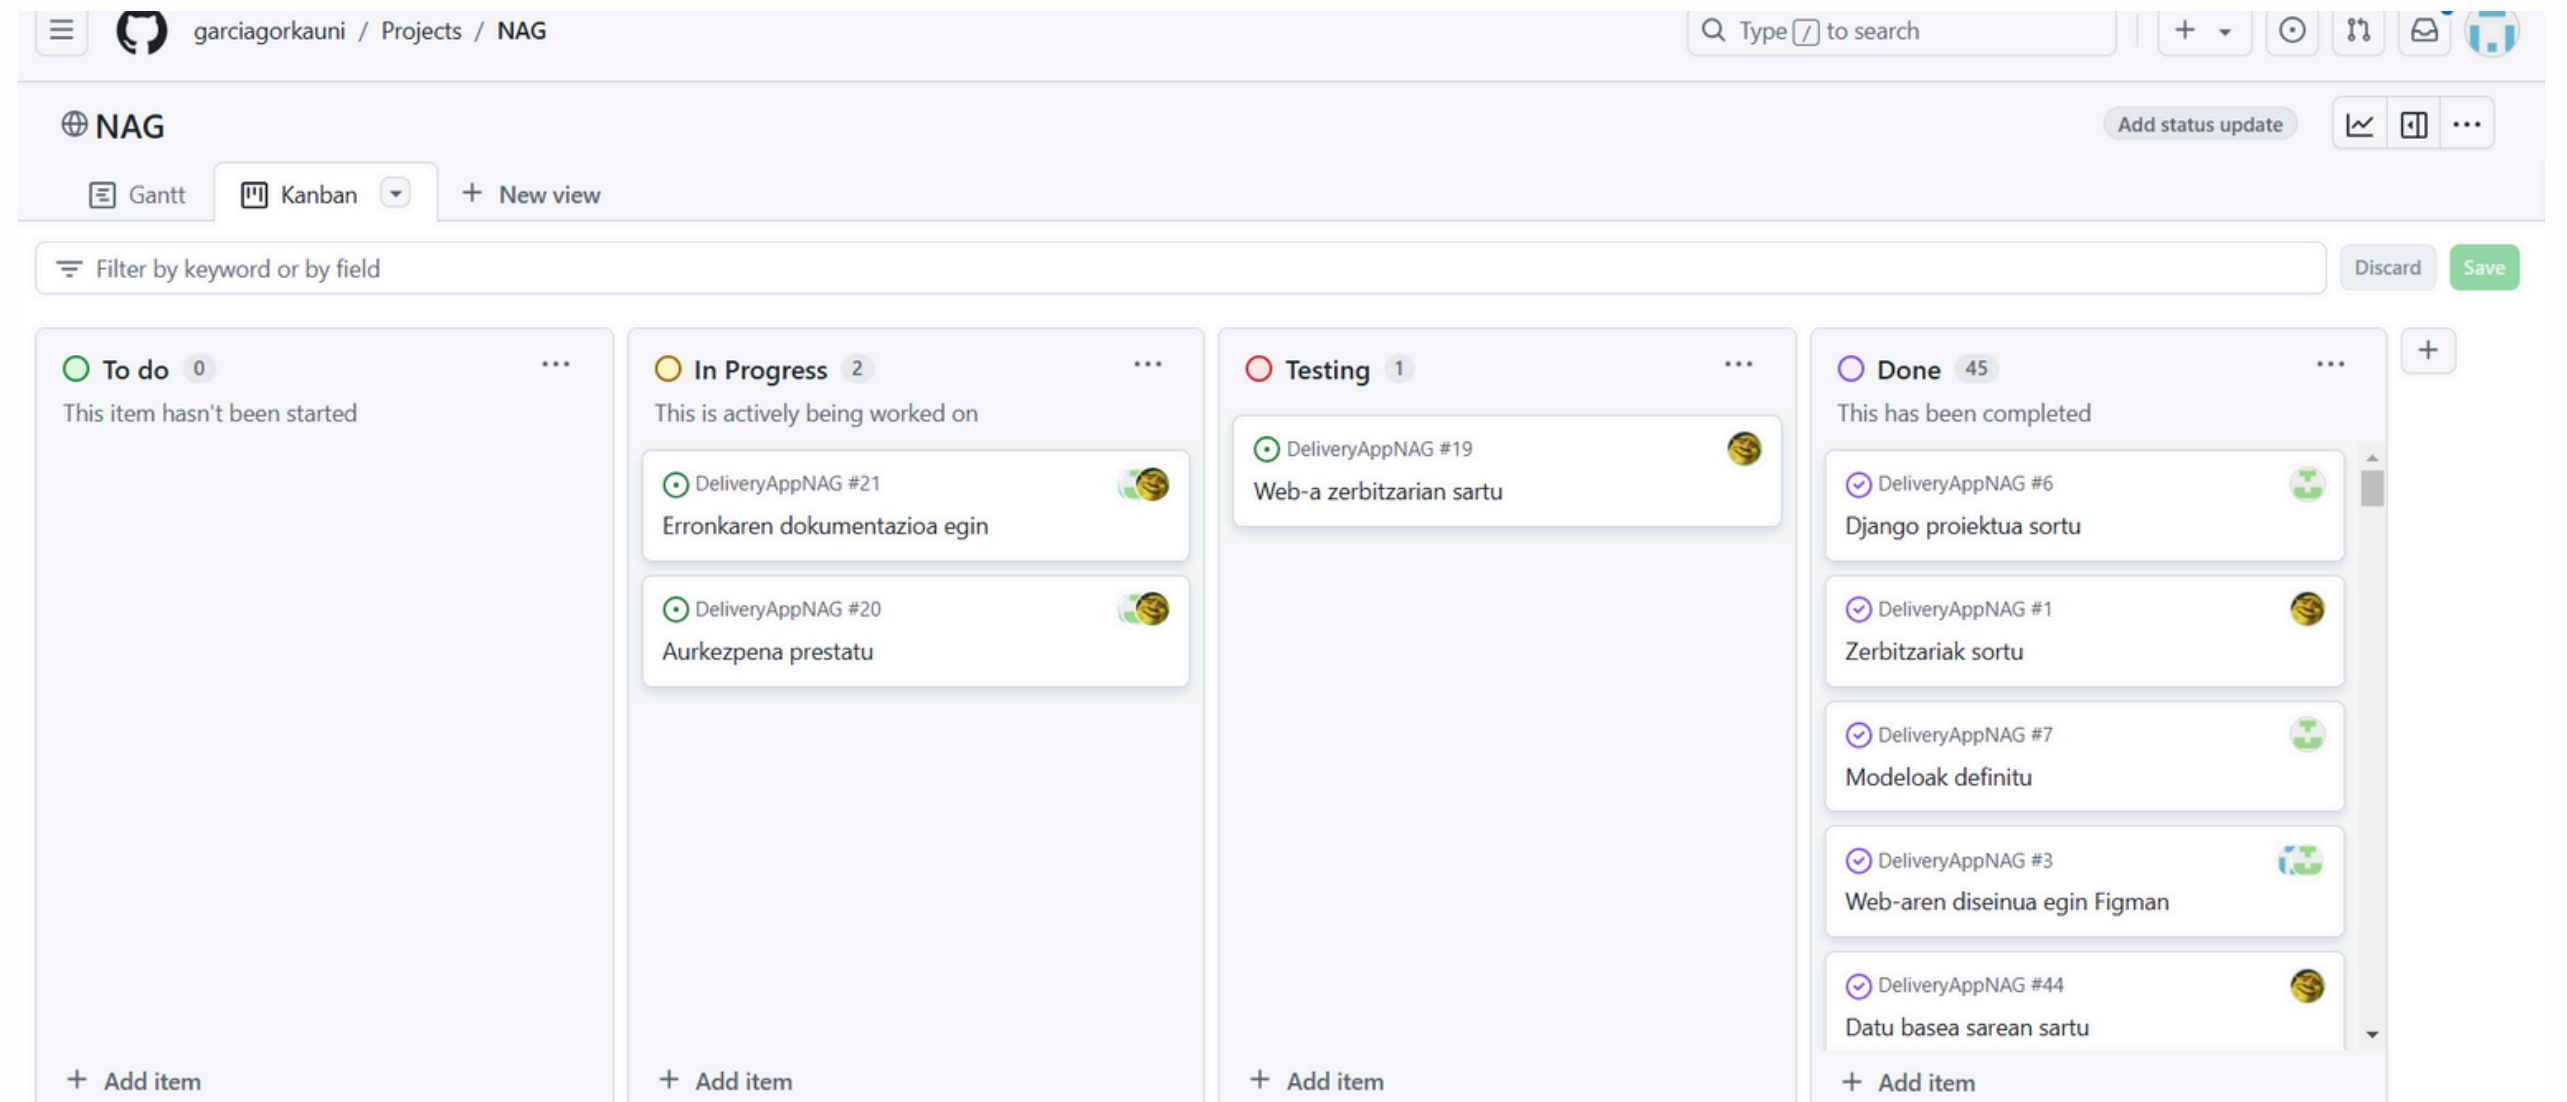 garciagorkauni / Projects / NAG
Type / to search
NAG
Add status update
Gantt
Kanban
New view
Filter by keyword or by field
Discard
Save
To do 0
This item hasn't been started
Add item
In Progress 2
This is actively being worked on
DeliveryAppNAG #21
Erronkaren dokumentazioa egin
DeliveryAppNAG #20
Aurkezpena prestatu
Add item
Testing 1
DeliveryAppNAG #19
Web-a zerbitzarian sartu
Add item
Done 45
This has been completed
DeliveryAppNAG #6
Django proiektua sortu
DeliveryAppNAG #1
Zerbitzariak sortu
DeliveryAppNAG #7
Modeloak definitu
DeliveryAppNAG #3
Web-aren diseinua egin Figman
DeliveryAppNAG #44
Datu basea sarean sartu
Add item